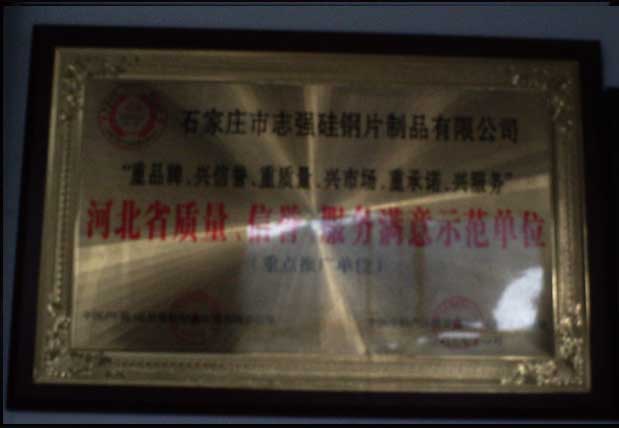 石家庄市志强硅钢片制品有限公司
“重品牌、兴信誉、重质量、兴市场、重承诺、兴服务”
河北省质量、信誉、服务满意示范单位
(重点推广单位)